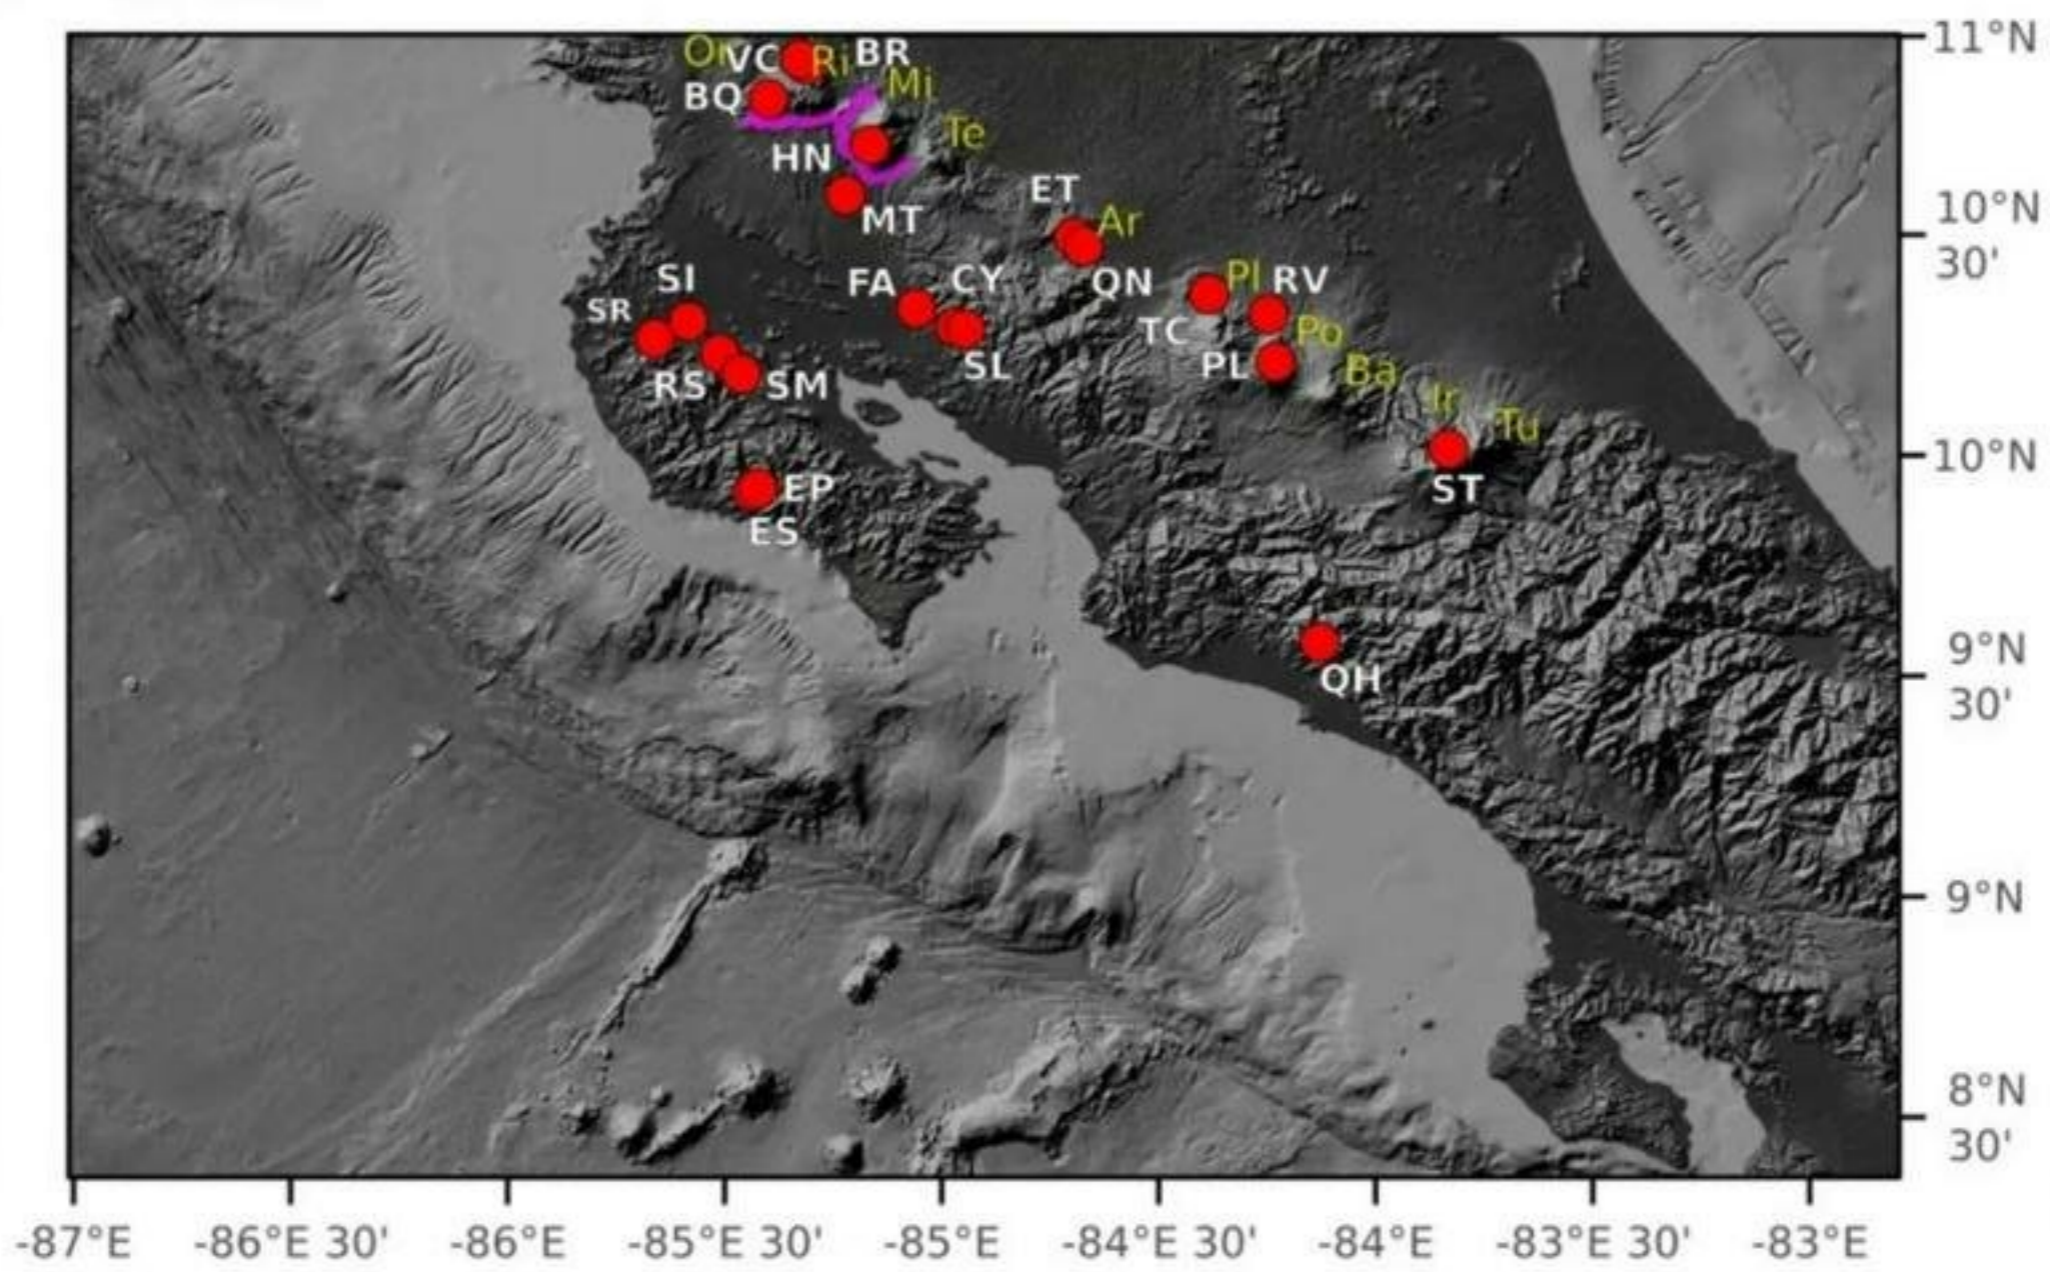 Or VC Ri BR
11°N
BQ
Mi
Te
HN
ET
MT
Ar
10°N
30'
SI
FA
CY
QN
Pl
RV
SR
TC
Po
RS
SM
SL
PL
Ba
Ir
Tu
10°N
EP
ST
ES
9°N
30'
QH
9°N
8°N
30'
-87°E
-86°E 30'
-86°E
-85°E 30'
-85°E
-84°E 30'
-84°E
-83°E 30'
-83°E